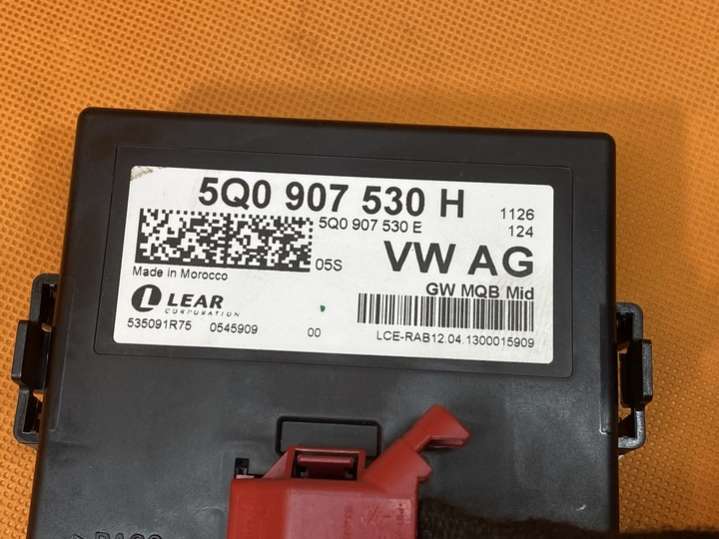 5Q0 907 530 H
1126
5Q0 907 530 E
124
05S
VW AG
Made in Morocco
GW MQB Mid
LEAR
CORPORATION
535091R75 0545909 00
LCE-RAB12.04.1300015909